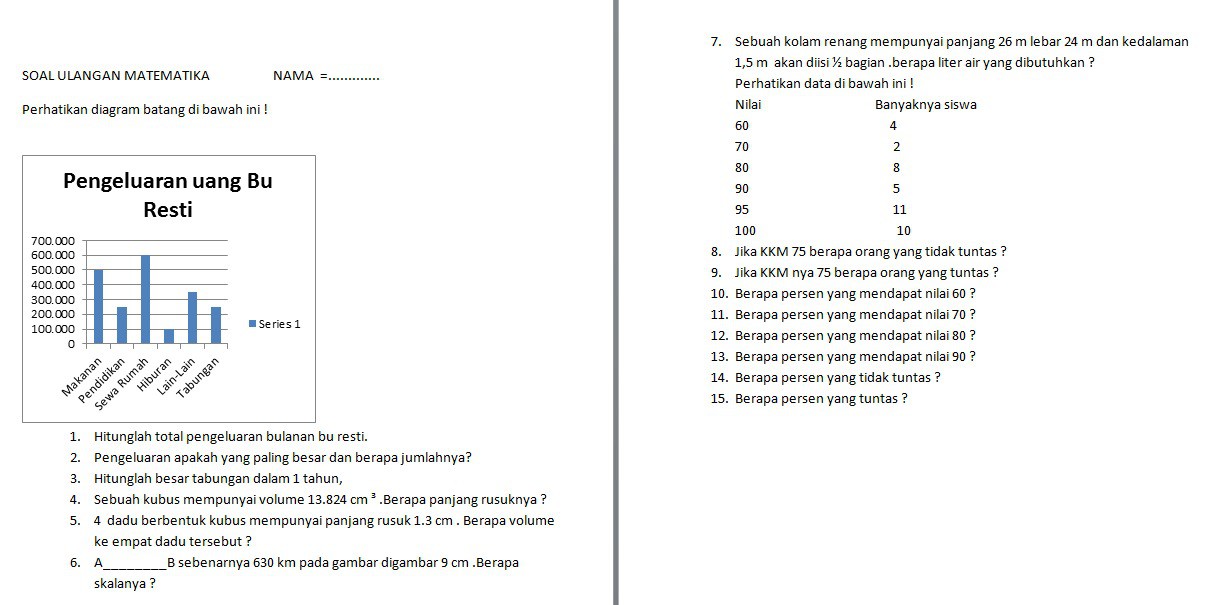 SOAL ULANGAN MATEMATIKA NAMA =.............
Perhatikan diagram batang di bawah ini !
Pengeluaran uang Bu
Resti
700.000
600.000
500.000
400.000
300.000
200.000
100.000
0
Makanan
Pendidikan
Sewa Rumah
Hiburan
Lain-Lain
Tabungan
Series 1
1. Hitunglah total pengeluaran bulanan bu resti.
2. Pengeluaran apakah yang paling besar dan berapa jumlahnya?
3. Hitunglah besar tabungan dalam 1 tahun,
4. Sebuah kubus mempunyai volume 13.824 cm ³ .Berapa panjang rusuknya ?
5. 4 dadu berbentuk kubus mempunyai panjang rusuk 1.3 cm . Berapa volume
ke empat dadu tersebut ?
6. A_________B sebenarnya 630 km pada gambar digambar 9 cm .Berapa
skalanya ?
7. Sebuah kolam renang mempunyai panjang 26 m lebar 24 m dan kedalaman
1,5 m akan diisi ½ bagian .berapa liter air yang dibutuhkan ?
Perhatikan data di bawah ini !
Nilai Banyaknya siswa
60 4
70 2
80 8
90 5
95 11
100 10
8. Jika KKM 75 berapa orang yang tidak tuntas ?
9. Jika KKM nya 75 berapa orang yang tuntas ?
10. Berapa persen yang mendapat nilai 60 ?
11. Berapa persen yang mendapat nilai 70 ?
12. Berapa persen yang mendapat nilai 80 ?
13. Berapa persen yang mendapat nilai 90 ?
14. Berapa persen yang tidak tuntas ?
15. Berapa persen yang tuntas ?